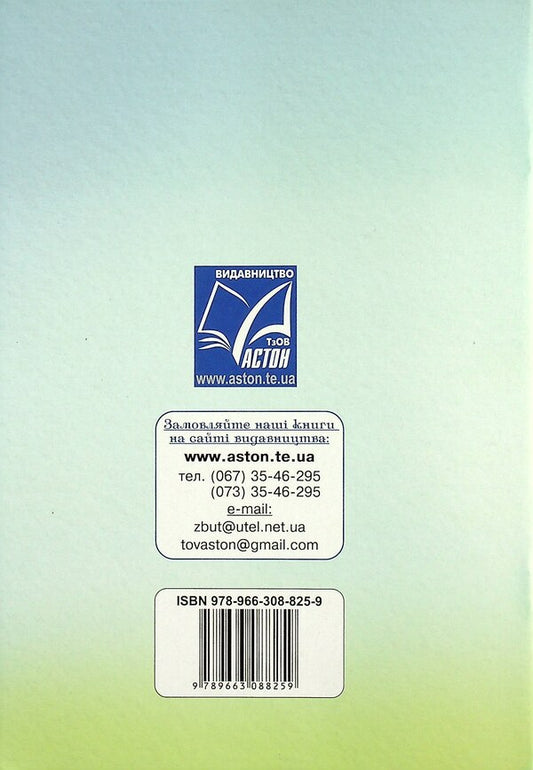 ВИДАВНИЦТВО
ТзОВ
АСТОН
www.aston.te.ua
Замовляйте наші книги
на сайті видавництва:
www.aston.te.ua
тел. (067) 35-46-295
(073) 35-46-295
e-mail:
zbut@utel.net.ua
tovaston@gmail.com
ISBN 978-966-308-825-9
9 789663 088259